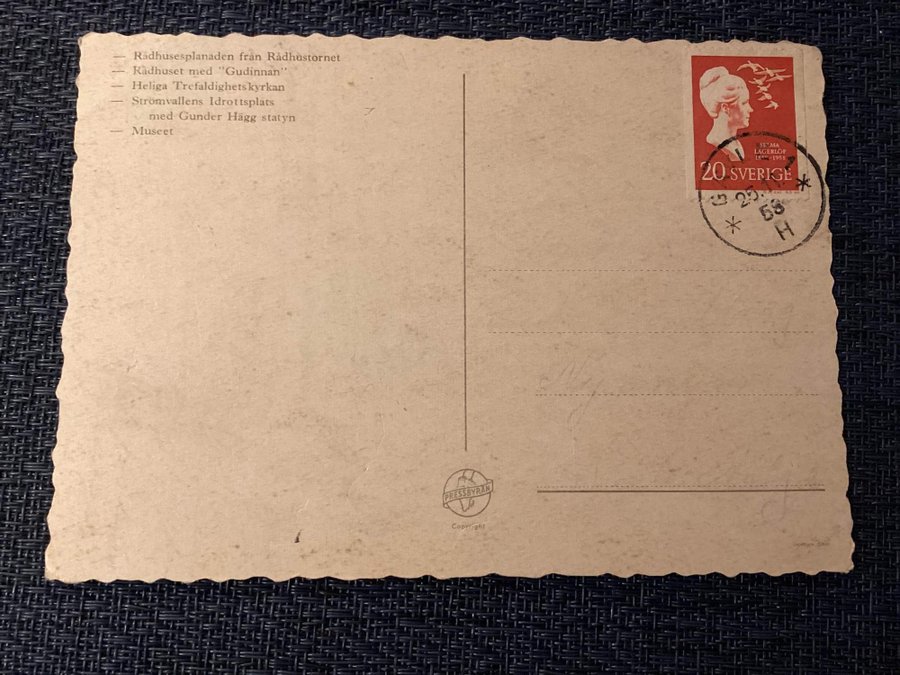 — Rådhusesplanaden från Rådhustornet
— Rådhuset med "Gudinnan"
— Heliga Trefaldighetskyrkan
— Strömvallens Idrottsplats
med Gunder Hägg statyn
— Museet
SELMA
LAGERLÖF
20 SVERIGE
58
H
PRESSBYRÅN
Copyright